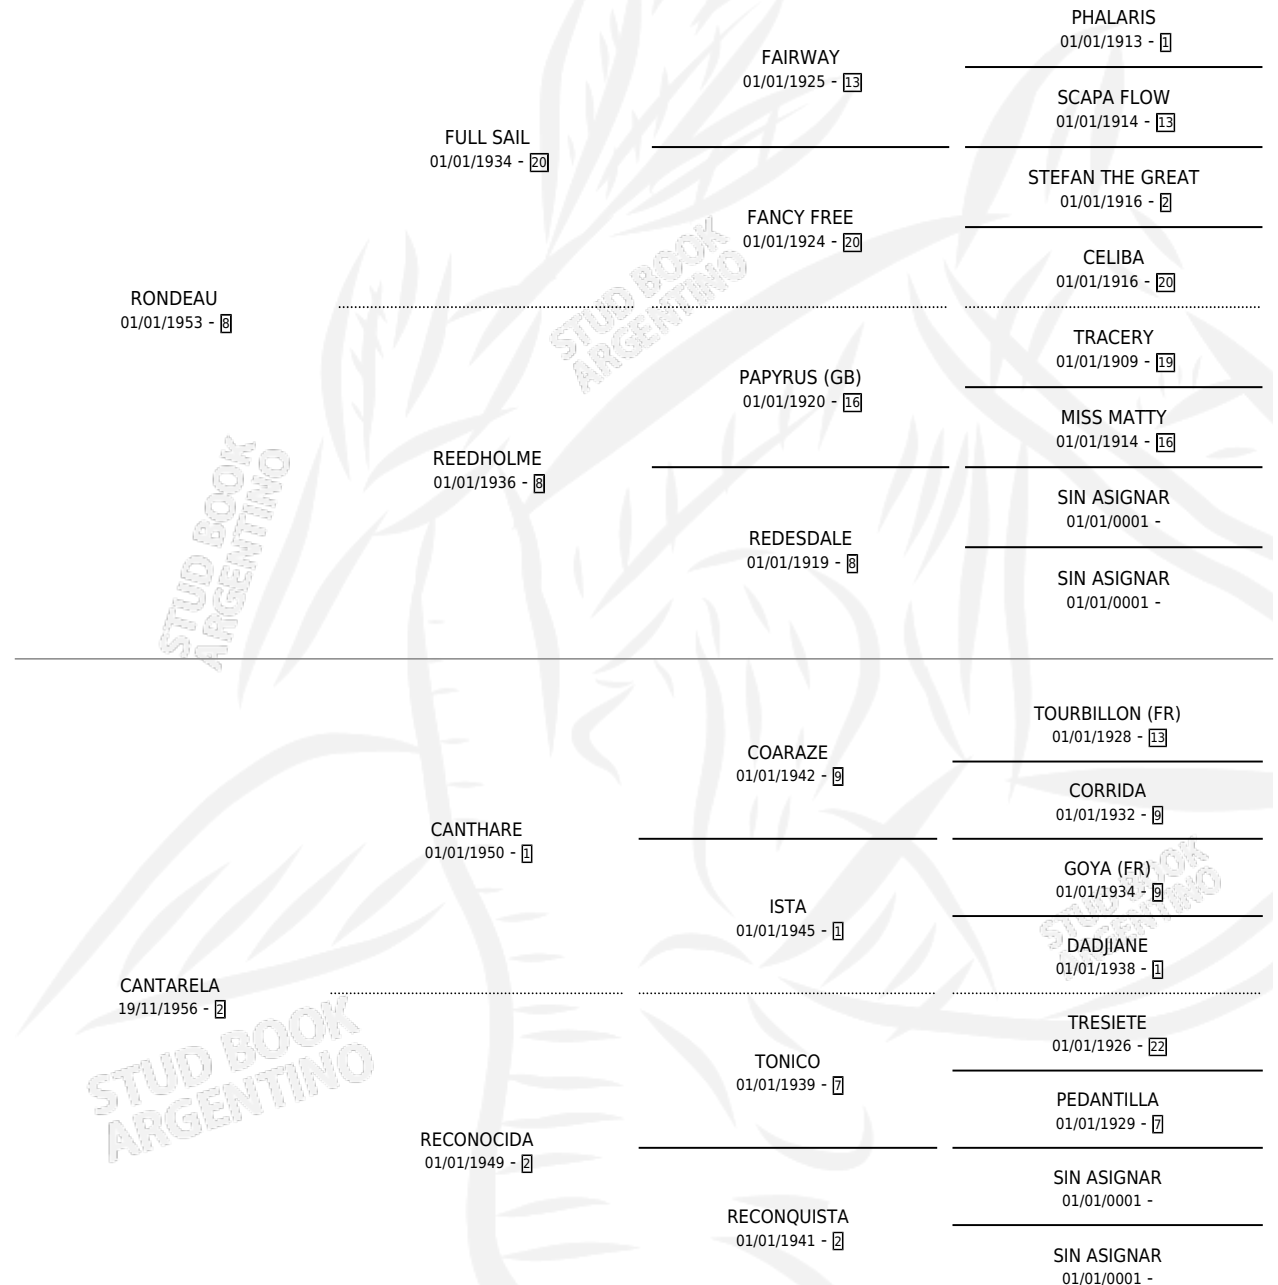 PHALARIS
01/01/1913 - 1
FAIRWAY
01/01/1925 - 13
SCAPA FLOW
01/01/1914 - 13
FULL SAIL
01/01/1934 - 20
STEFAN THE GREAT
01/01/1916 - 2
FANCY FREE
01/01/1924 - 20
CELIBA
01/01/1916 - 20
RONDEAU
01/01/1953 - 8
TRACERY
01/01/1909 - 19
PAPYRUS (GB)
01/01/1920 - 16
MISS MATTY
01/01/1914 - 16
REEDHOLME
01/01/1936 - 8
SIN ASIGNAR
01/01/0001 -
REDESDALE
01/01/1919 - 8
SIN ASIGNAR
01/01/0001 -
TOURBILLON (FR)
01/01/1928 - 13
COARAZE
01/01/1942 - 9
CORRIDA
01/01/1932 - 9
CANTHARE
01/01/1950 - 1
GOYA (FR)
01/01/1934 - 9
ISTA
01/01/1945 - 1
DADJIANE
01/01/1938 - 1
CANTARELA
19/11/1956 - 2
TRESIETE
01/01/1926 - 22
TONICO
01/01/1939 - 7
PEDANTILLA
01/01/1929 - 7
RECONOCIDA
01/01/1949 - 2
SIN ASIGNAR
01/01/0001 -
RECONQUISTA
01/01/1941 - 2
SIN ASIGNAR
01/01/0001 -
STUD BOOK
ARGENTINO
STUD BOOK
ARGENTINO
STUD BOOK
ARGENTINO
STUD BOOK
ARGENTINO